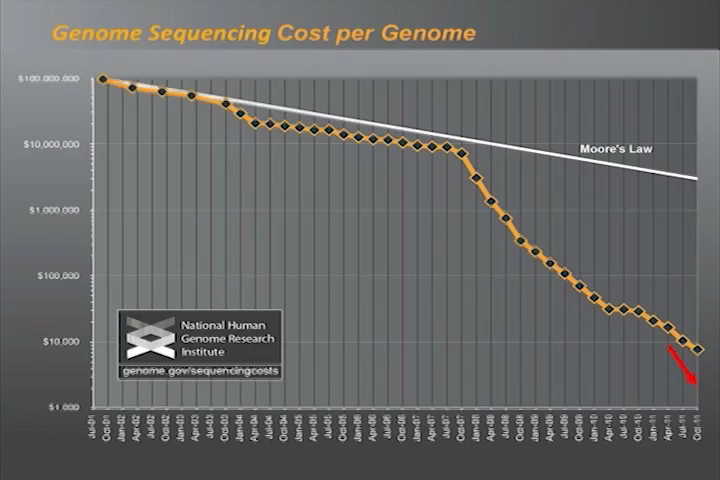 Genome Sequencing Cost per Genome
$100,000,000
$10,000,000
Moore's Law
$1,000,000
$100,000
$10,000
$1,000
National Human
Genome Research
Institute
genome.gov/sequencingcosts
Jul-01
Oct-01
Jan-02
Apr-02
Jul-02
Oct-02
Jan-03
Apr-03
Jul-03
Oct-03
Jan-04
Apr-04
Jul-04
Oct-04
Jan-05
Apr-05
Jul-05
Oct-05
Jan-06
Apr-06
Jul-06
Oct-06
Jan-07
Apr-07
Jul-07
Oct-07
Jan-08
Apr-08
Jul-08
Oct-08
Jan-09
Apr-09
Jul-09
Oct-09
Jan-10
Apr-10
Jul-10
Oct-10
Jan-11
Apr-11
Jul-11
Oct-11